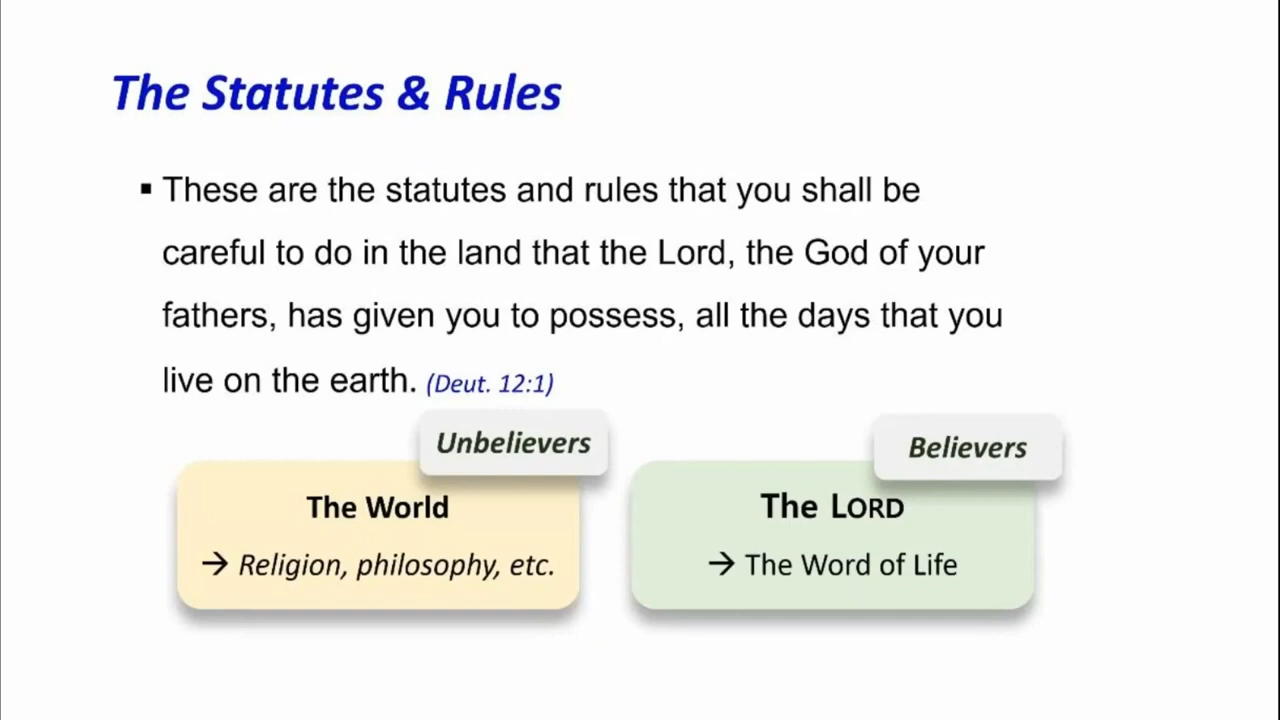 The Statutes & Rules
▪ These are the statutes and rules that you shall be
careful to do in the land that the Lord, the God of your
fathers, has given you to possess, all the days that you
live on the earth. (Deut. 12:1)
Unbelievers
The World
→ Religion, philosophy, etc.
Believers
The LORD
→ The Word of Life